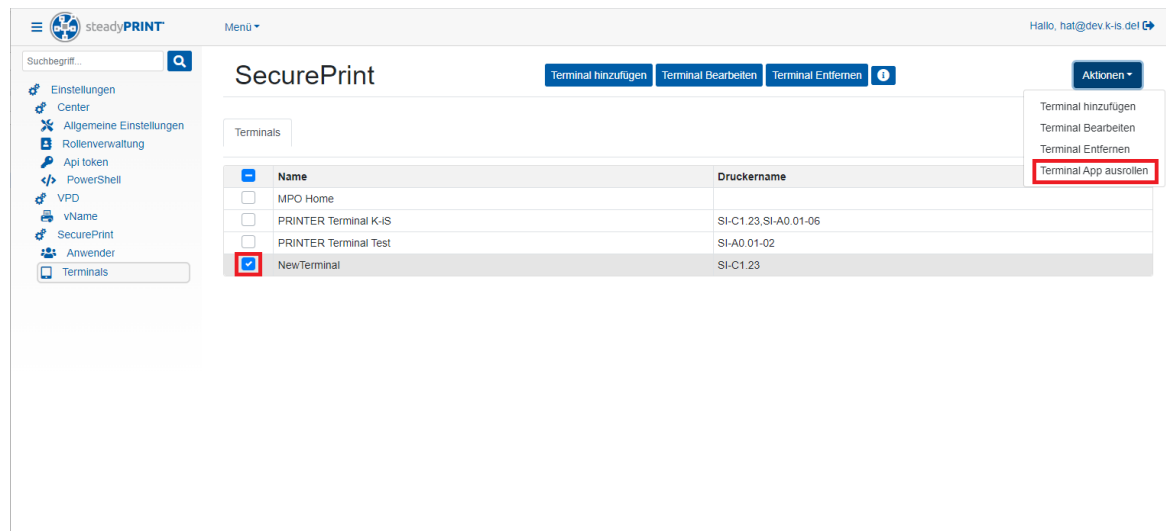 steadyPRINT
Menü
Hallo, hat@dev.k-is.de!
Suchbegriff...
Einstellungen
Center
Allgemeine Einstellungen
Rollenverwaltung
Api token
PowerShell
VPD
vName
SecurePrint
Anwender
Terminals
SecurePrint
Terminal hinzufügen
Terminal Bearbeiten
Terminal Entfernen
Aktionen
Terminal hinzufügen
Terminal Bearbeiten
Terminal Entfernen
Terminal App ausrollen
Terminals
Name Druckername
MPO Home
PRINTER Terminal K-iS SI-C1.23,SI-A0.01-06
PRINTER Terminal Test SI-A0.01-02
NewTerminal SI-C1.23